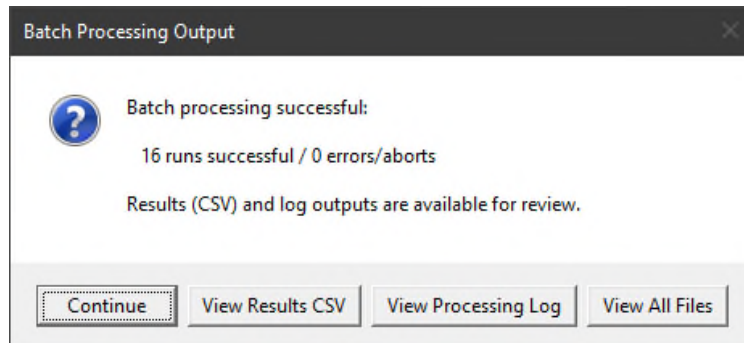 Batch Processing Output
Batch processing successful:
16 runs successful / 0 errors/aborts
Results (CSV) and log outputs are available for review.
Continue
View Results CSV
View Processing Log
View All Files